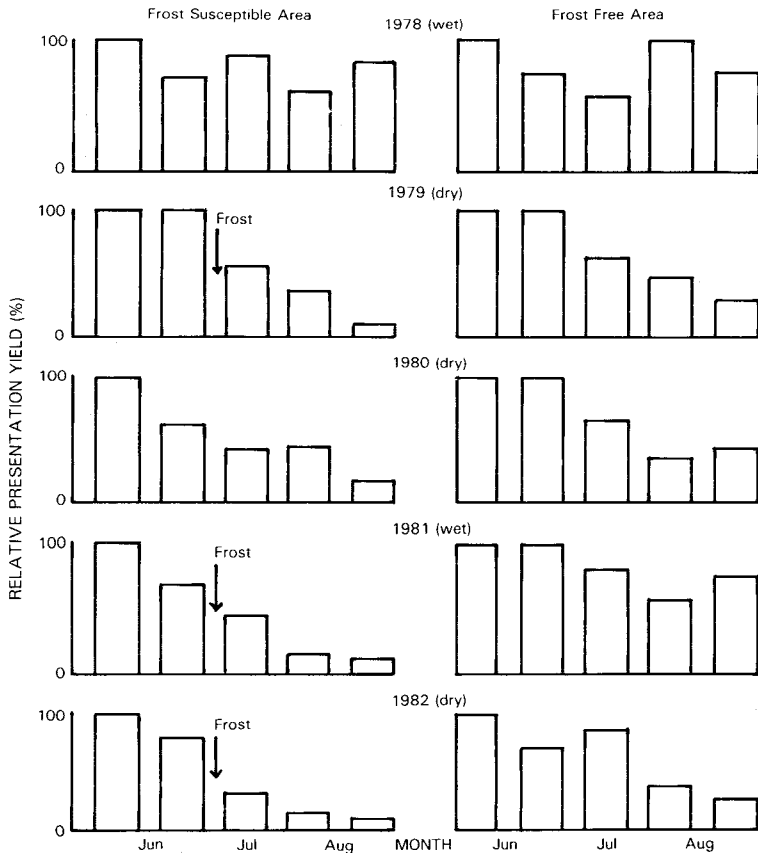 Frost Susceptible Area
Frost Free Area
1978 (wet)
100
0
1979 (dry)
100
Frost
0
1980 (dry)
100
0
1981 (wet)
100
Frost
0
1982 (dry)
100
Frost
0
RELATIVE PRESENTATION YIELD (%)
Jun Jul Aug MONTH Jun Jul Aug